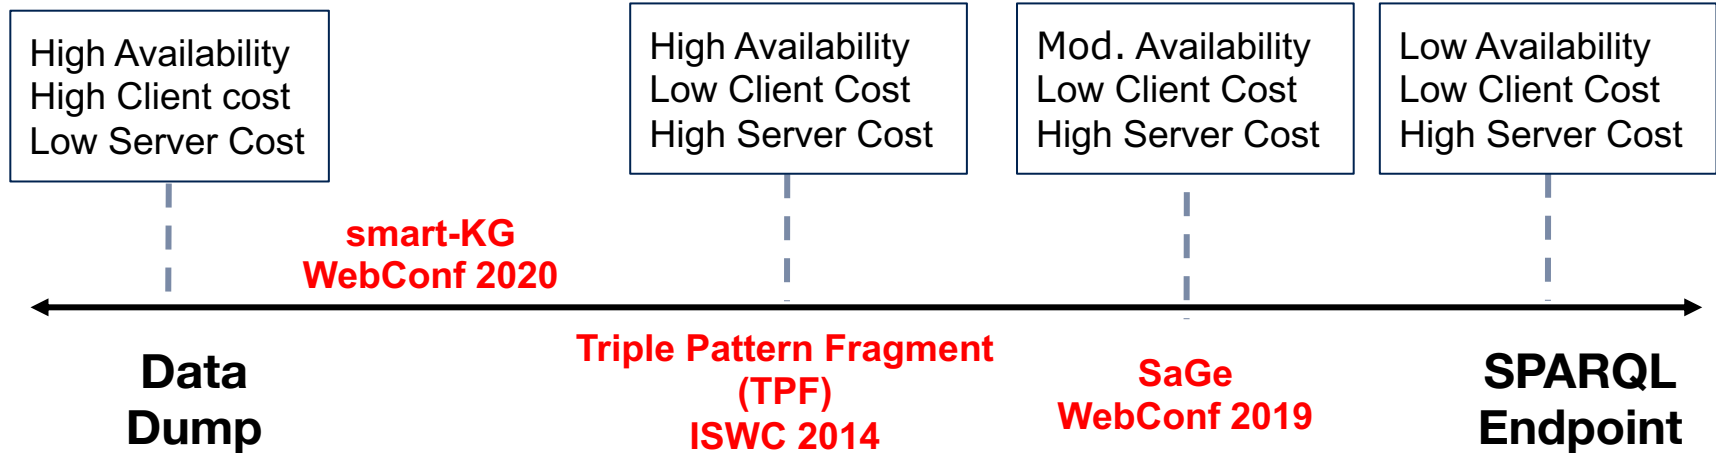 High Availability
High Client cost
Low Server Cost
High Availability
Low Client Cost
High Server Cost
Mod. Availability
Low Client Cost
High Server Cost
Low Availability
Low Client Cost
High Server Cost
smart-KG
WebConf 2020
Data
Dump
Triple Pattern Fragment
(TPF)
ISWC 2014
SaGe
WebConf 2019
SPARQL
Endpoint